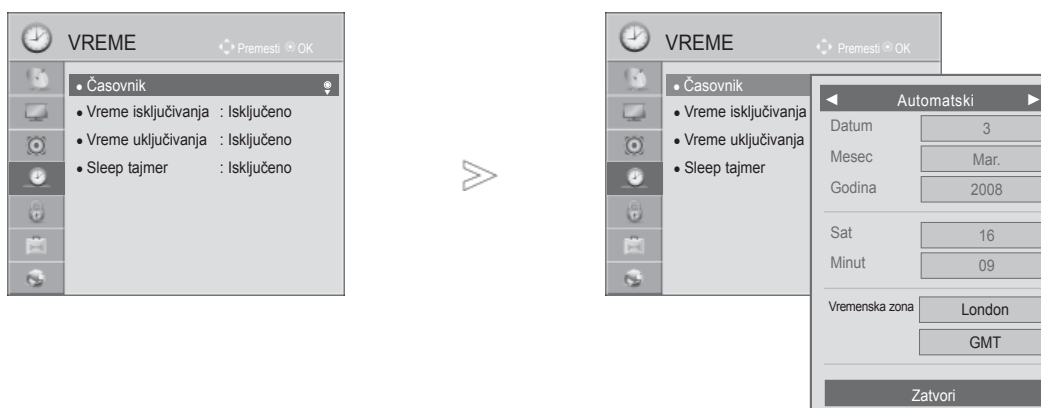 VREME
Premesti OK
• Časovnik
• Vreme isključivanja : Isključeno
• Vreme uključivanja : Isključeno
• Sleep tajmer : Isključeno
VREME
Premesti OK
• Časovnik
• Vreme isključivanja
• Vreme uključivanja
• Sleep tajmer
◄ Automatski ►
Datum 3
Mesec Mar.
Godina 2008
Sat 16
Minut 09
Vremenska zona London
GMT
Zatvori